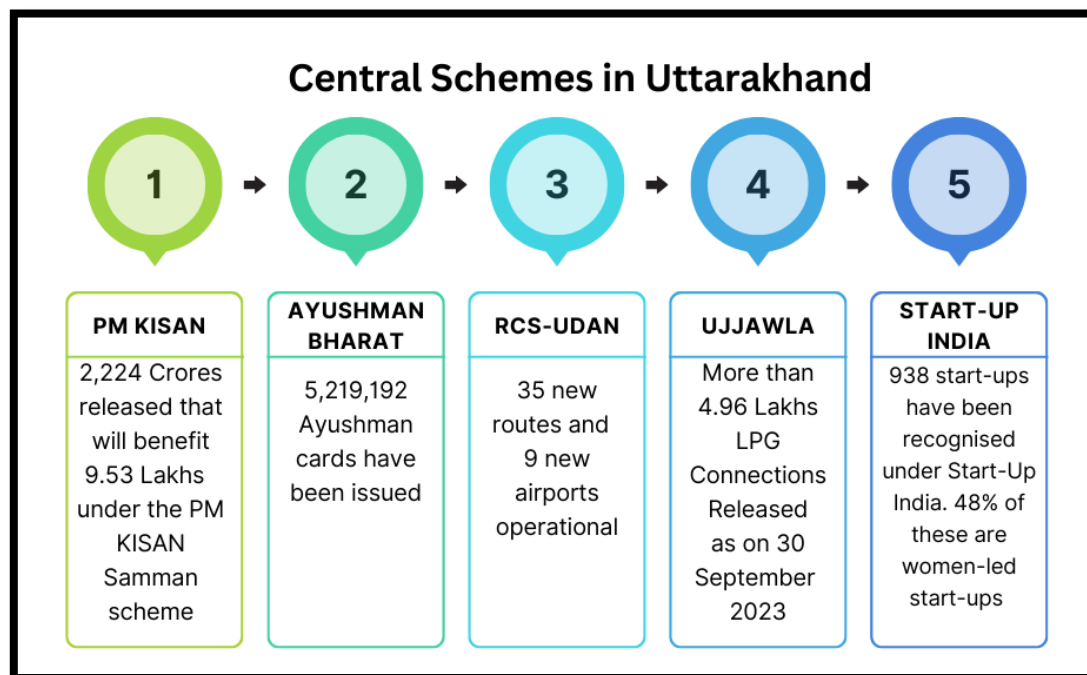 Central Schemes in Uttarakhand
1
2
3
4
5
PM KISAN
2,224 Crores
released that
will benefit
9.53 Lakhs
under the PM
KISAN
Samman
scheme
AYUSHMAN
BHARAT
5,219,192
Ayushman
cards have
been issued
RCS-UDAN
35 new
routes and
9 new
airports
operational
UJJAWLA
More than
4.96 Lakhs
LPG
Connections
Released
as on 30
September
2023
START-UP
INDIA
938 start-ups
have been
recognised
under Start-Up
India. 48% of
these are
women-led
start-ups